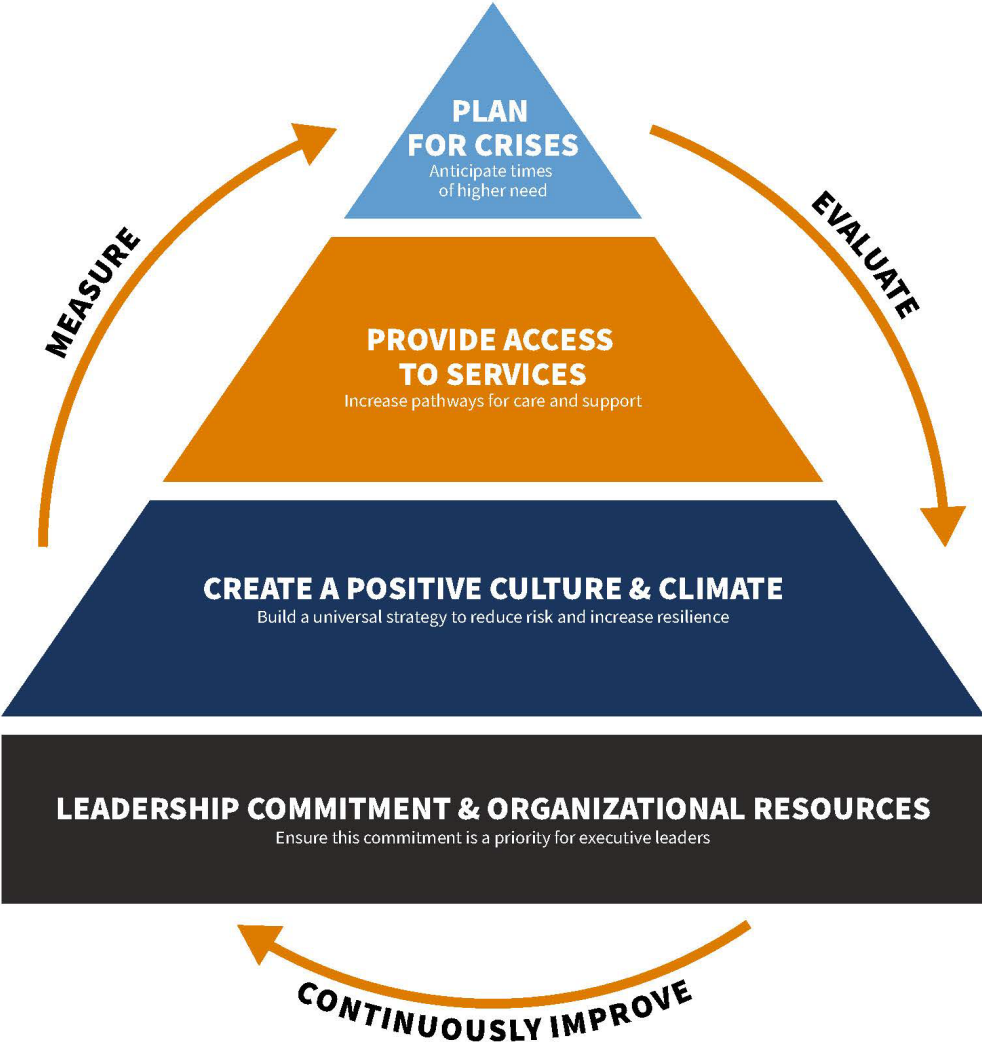 PLAN
FOR CRISES
Anticipate times
of higher need
MEASURE
EVALUATE
PROVIDE ACCESS
TO SERVICES
Increase pathways for care and support
CREATE A POSITIVE CULTURE & CLIMATE
Build a universal strategy to reduce risk and increase resilience
LEADERSHIP COMMITMENT & ORGANIZATIONAL RESOURCES
Ensure this commitment is a priority for executive leaders
CONTINUOUSLY IMPROVE